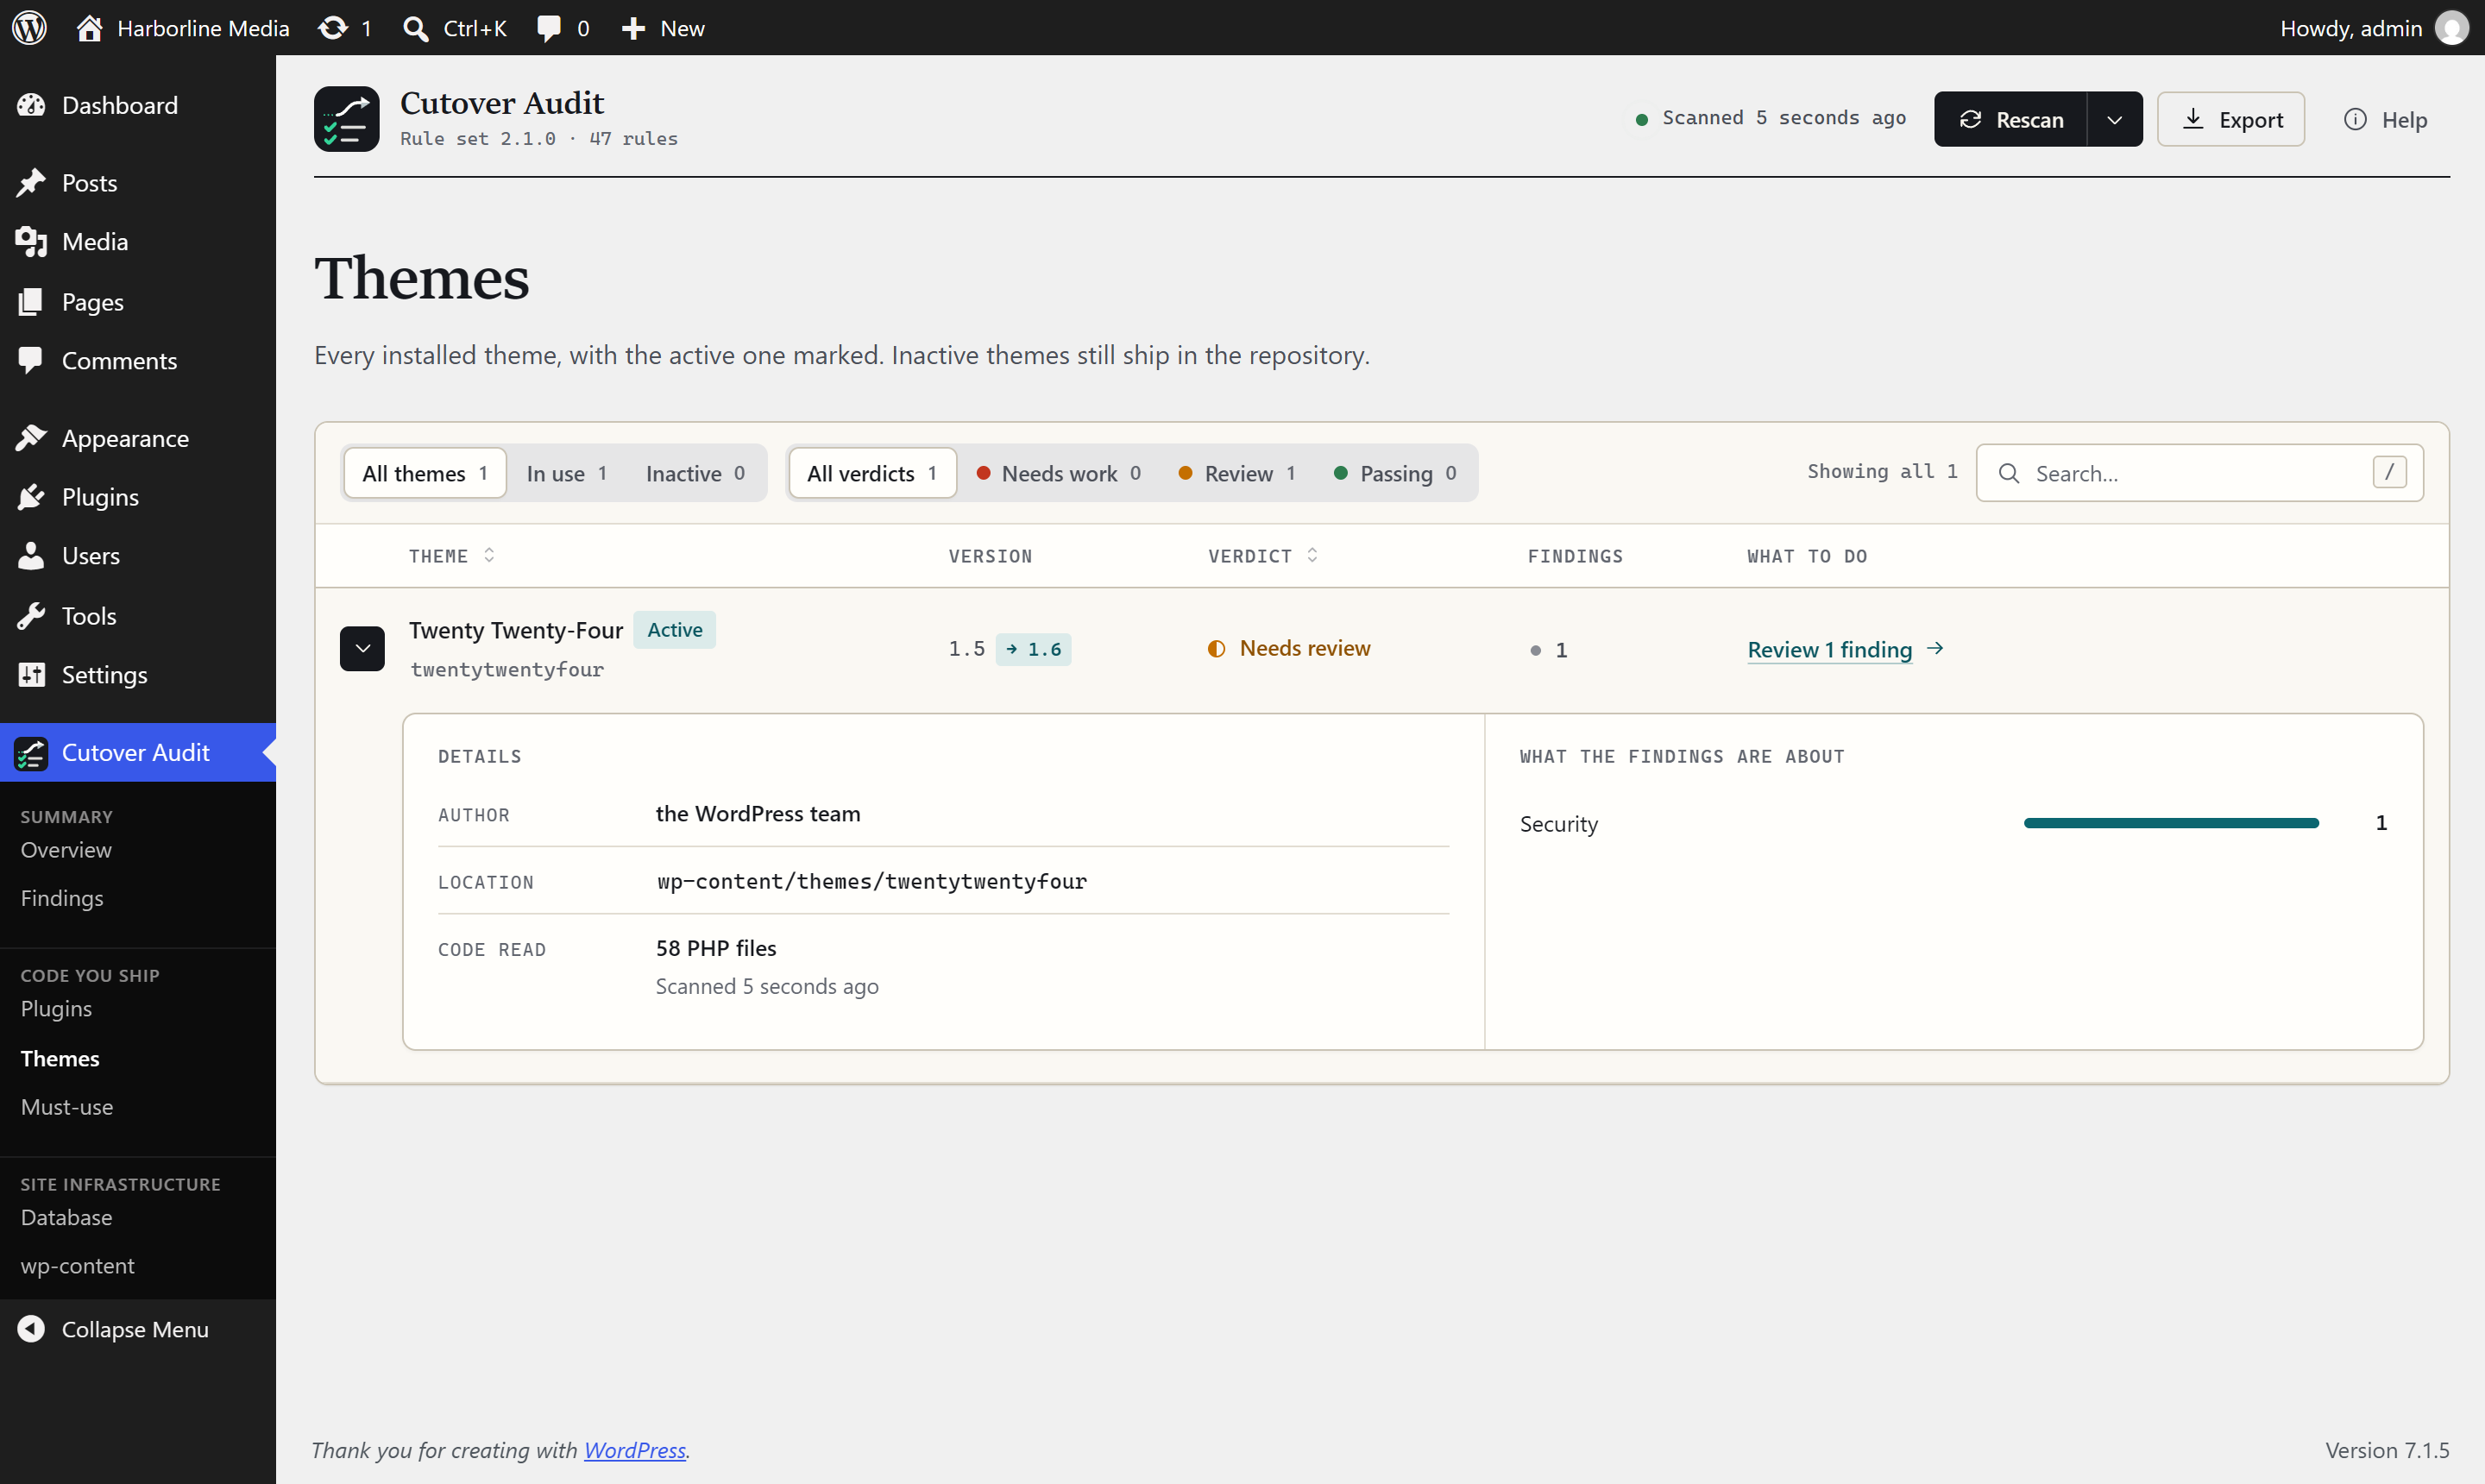 Harborline Media
1
Ctrl+K
0
New
Howdy, admin
Dashboard
Posts
Media
Pages
Comments
Appearance
Plugins
Users
Tools
Settings
Cutover Audit
SUMMARY
Overview
Findings
CODE YOU SHIP
Plugins
Themes
Must-use
SITE INFRASTRUCTURE
Database
wp-content
Collapse Menu
Cutover Audit
Rule set 2.1.0 · 47 rules
Scanned 5 seconds ago
Rescan
Export
Help
Themes
Every installed theme, with the active one marked. Inactive themes still ship in the repository.
All themes 1
In use 1
Inactive 0
All verdicts 1
Needs work 0
Review 1
Passing 0
Showing all 1
Search...
/
THEME
VERSION
VERDICT
FINDINGS
WHAT TO DO
Twenty Twenty-Four Active
twentytwentyfour
1.5 → 1.6
Needs review
1
Review 1 finding →
DETAILS
AUTHOR the WordPress team
LOCATION wp-content/themes/twentytwentyfour
CODE READ 58 PHP files
Scanned 5 seconds ago
WHAT THE FINDINGS ARE ABOUT
Security 1
Thank you for creating with WordPress.
Version 7.1.5